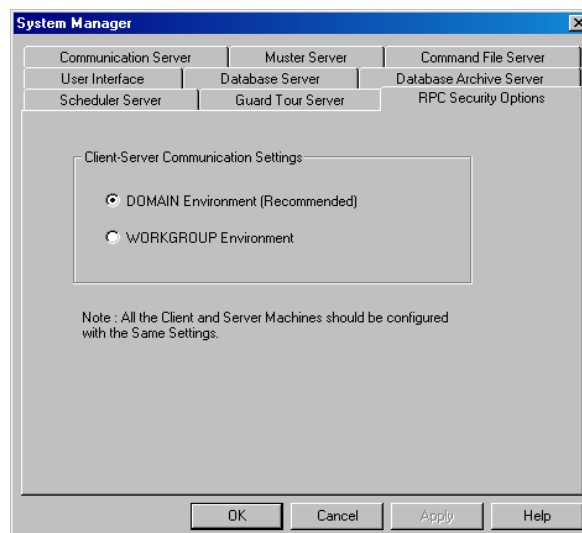 System Manager
Communication Server
Muster Server
Command File Server
User Interface
Database Server
Database Archive Server
Scheduler Server
Guard Tour Server
RPC Security Options
Client-Server Communication Settings
DOMAIN Environment (Recommended)
WORKGROUP Environment
Note : All the Client and Server Machines should be configured
with the Same Settings.
OK
Cancel
Apply
Help